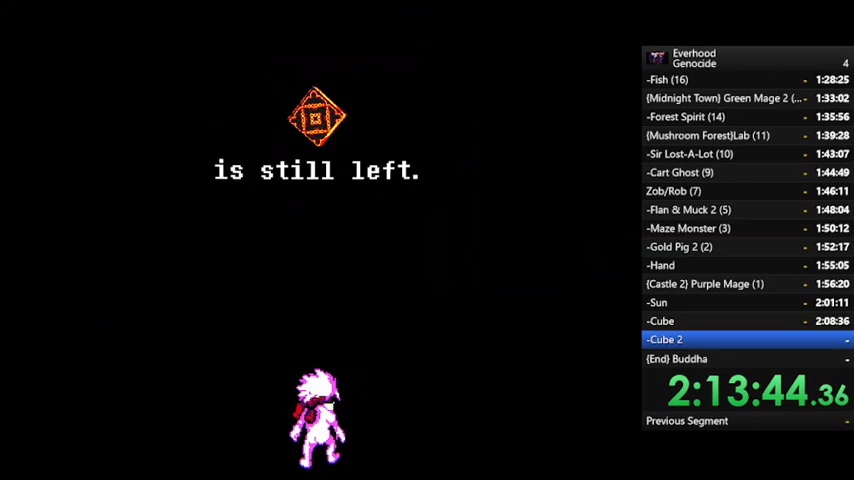 is still left.
Everhood
Genocide 4
-Fish (16) - 1:28:25
{Midnight Town} Green Mage 2 (... - 1:33:02
-Forest Spirit (14) - 1:35:56
{Mushroom Forest}Lab (11) - 1:39:28
-Sir Lost-A-Lot (10) - 1:43:07
-Cart Ghost (9) - 1:44:49
Zob/Rob (7) - 1:46:11
-Flan & Muck 2 (5) - 1:48:04
-Maze Monster (3) - 1:50:12
-Gold Pig 2 (2) - 1:52:17
-Hand - 1:55:05
{Castle 2} Purple Mage (1) - 1:56:20
-Sun - 2:01:11
-Cube - 2:08:36
-Cube 2 -
{End} Buddha -
2:13:44.36
Previous Segment -